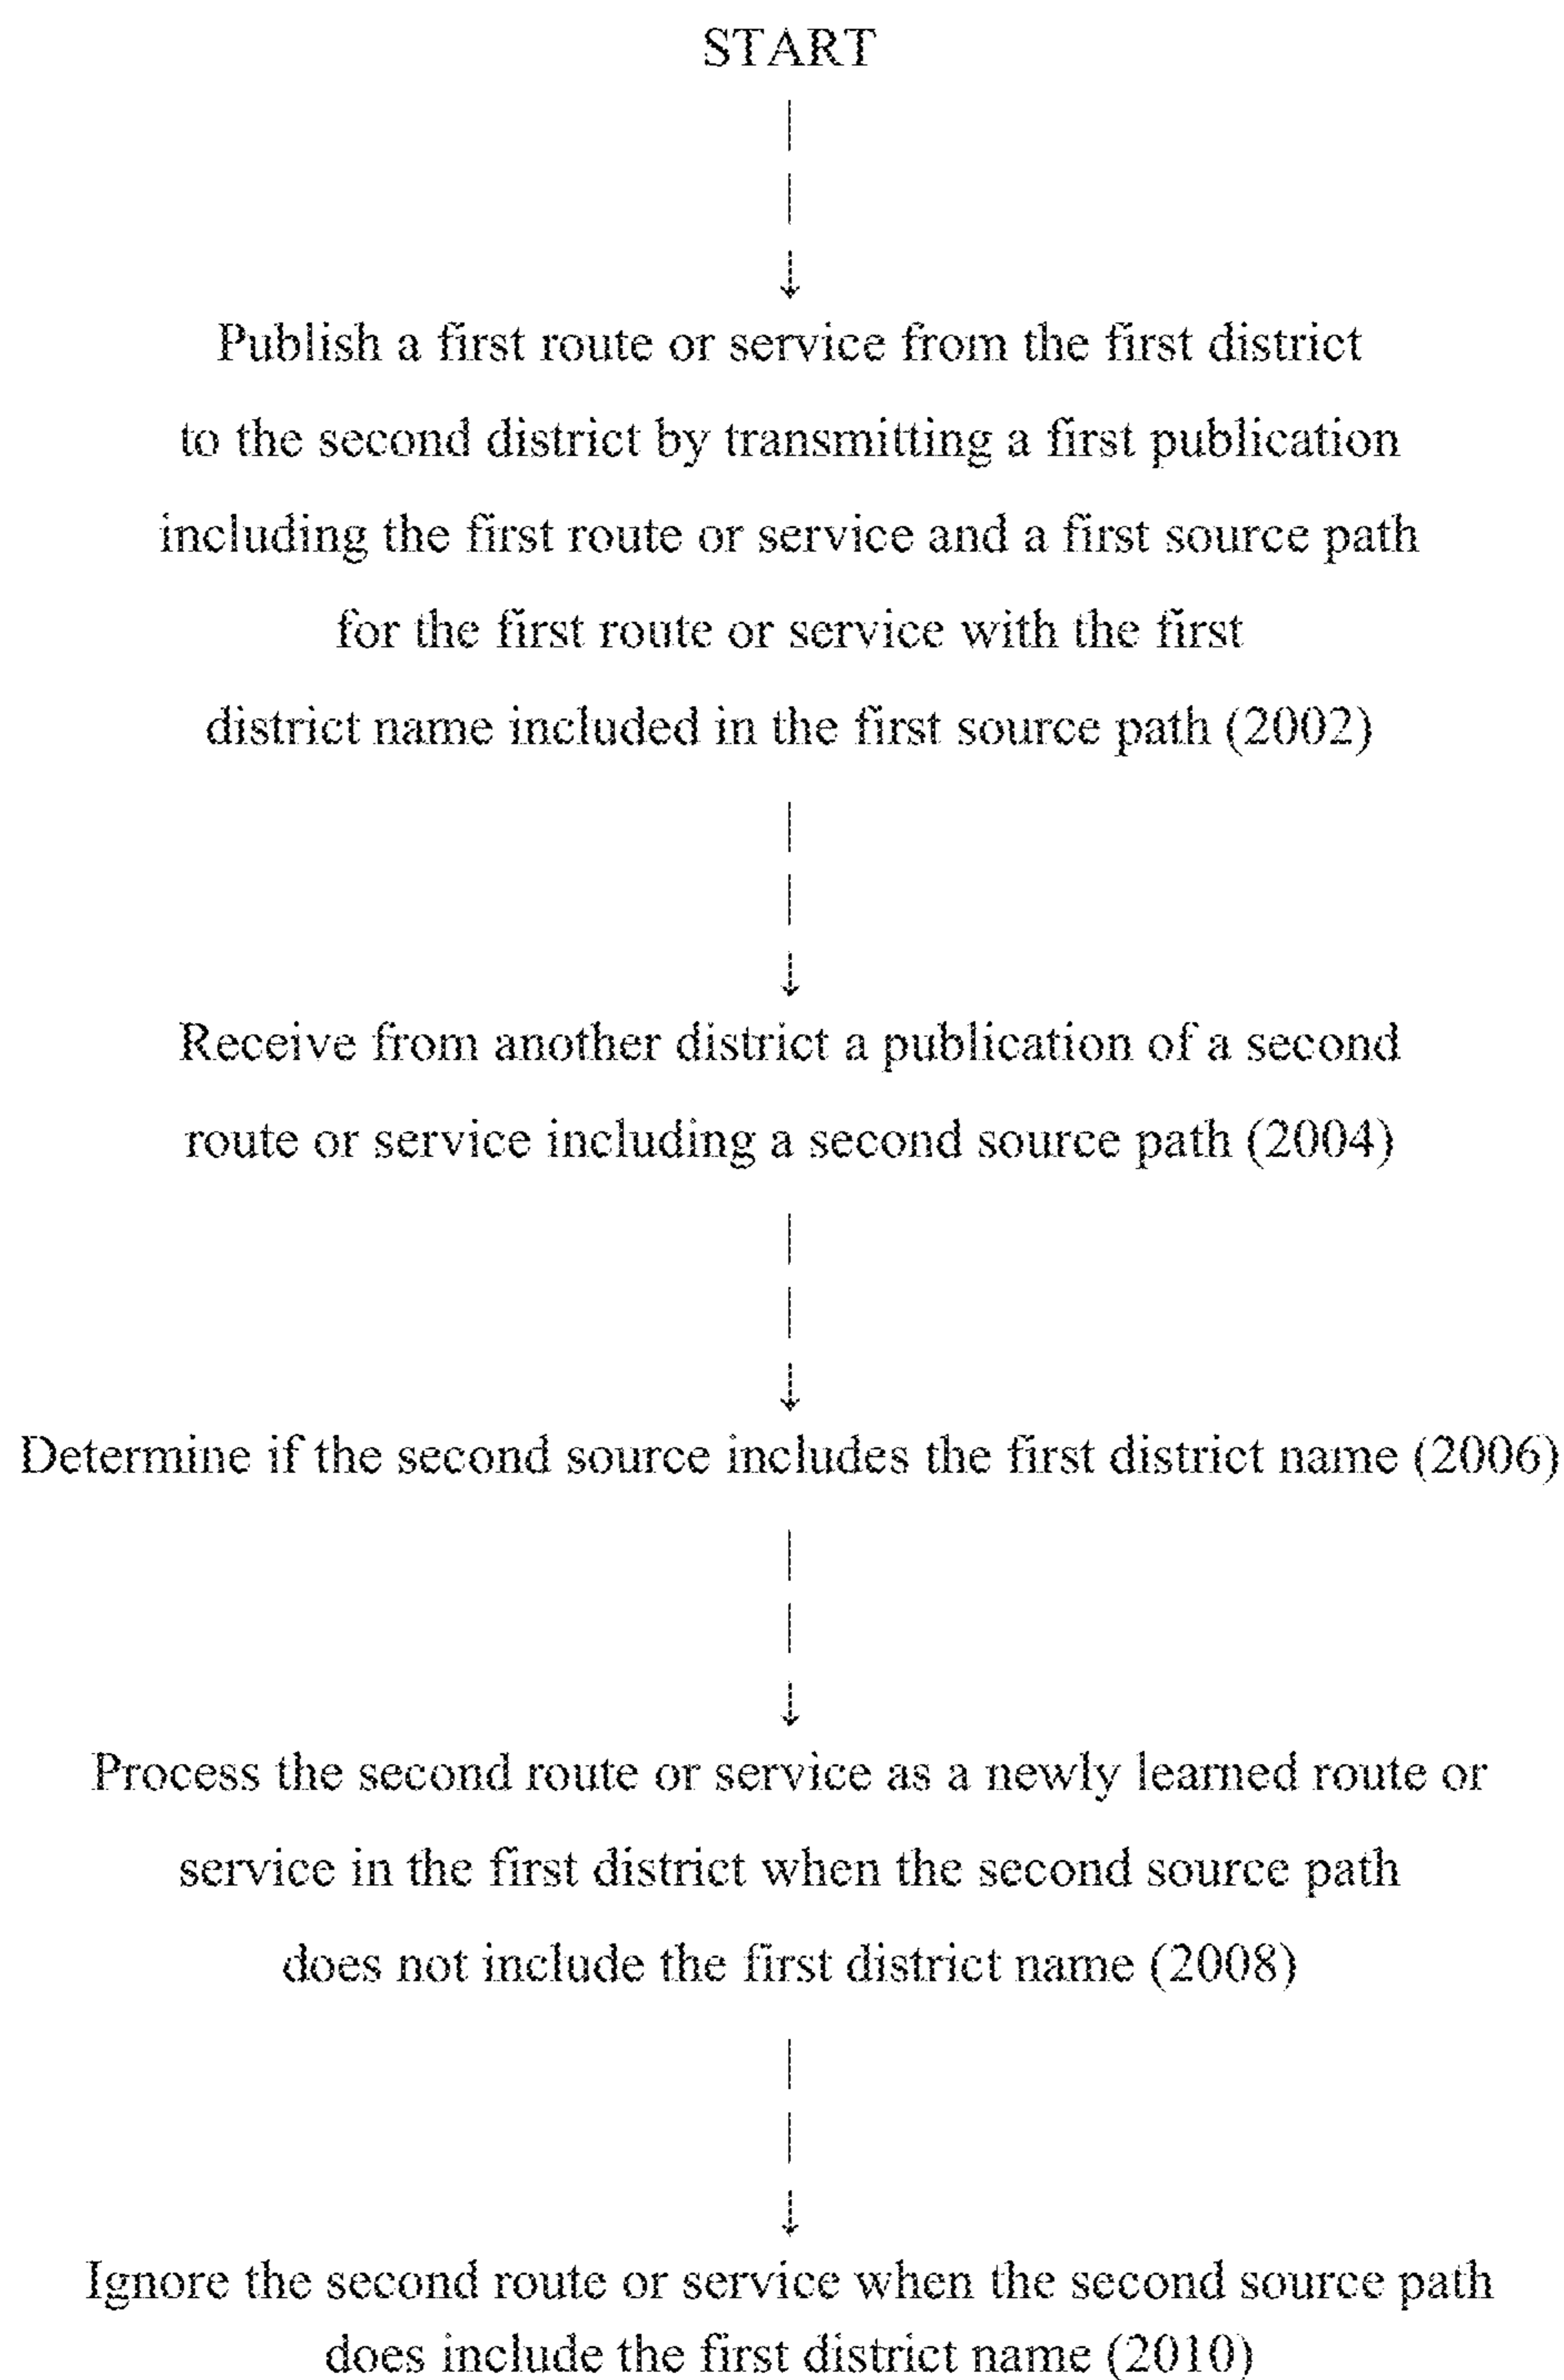 START
Publish a first route or service from the first district
to the second district by transmitting a first publication
including the first route or service and a first source path
for the first route or service with the first
district name included in the first source path (2002)
Receive from another district a publication of a second
route or service including a second source path (2004)
Determine if the second source includes the first district name (2006)
Process the second route or service as a newly learned route or
service in the first district when the second source path
does not include the first district name (2008)
Ignore the second route or service when the second source path
does include the first district name (2010)